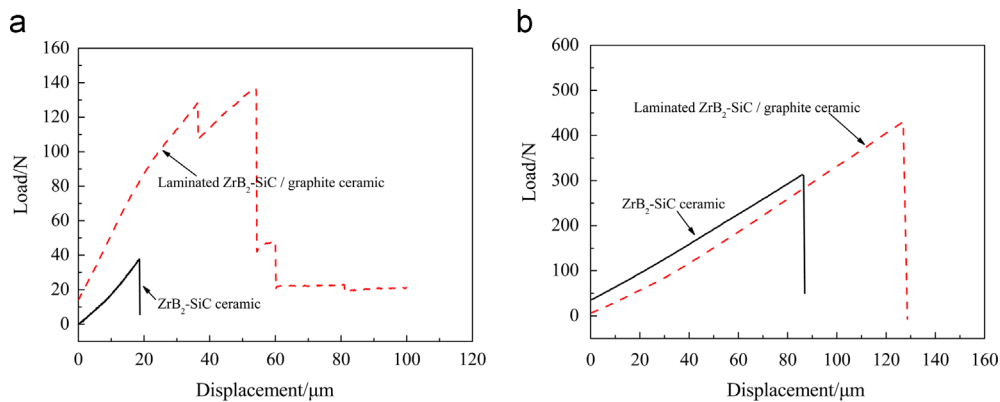 a
160
140
120
100
80
60
40
20
0
Load/N
Laminated ZrB₂-SiC / graphite ceramic
ZrB₂-SiC ceramic
0 20 40 60 80 100 120
Displacement/μm
b
600
500
400
300
200
100
0
Load/N
Laminated ZrB₂-SiC / graphite ceramic
ZrB₂-SiC ceramic
0 20 40 60 80 100 120 140 160
Displacement/μm